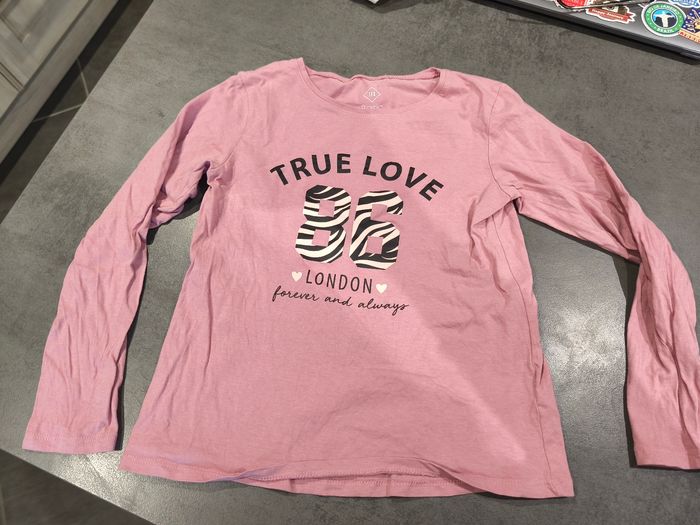 TRUE LOVE
86
LONDON
forever and always